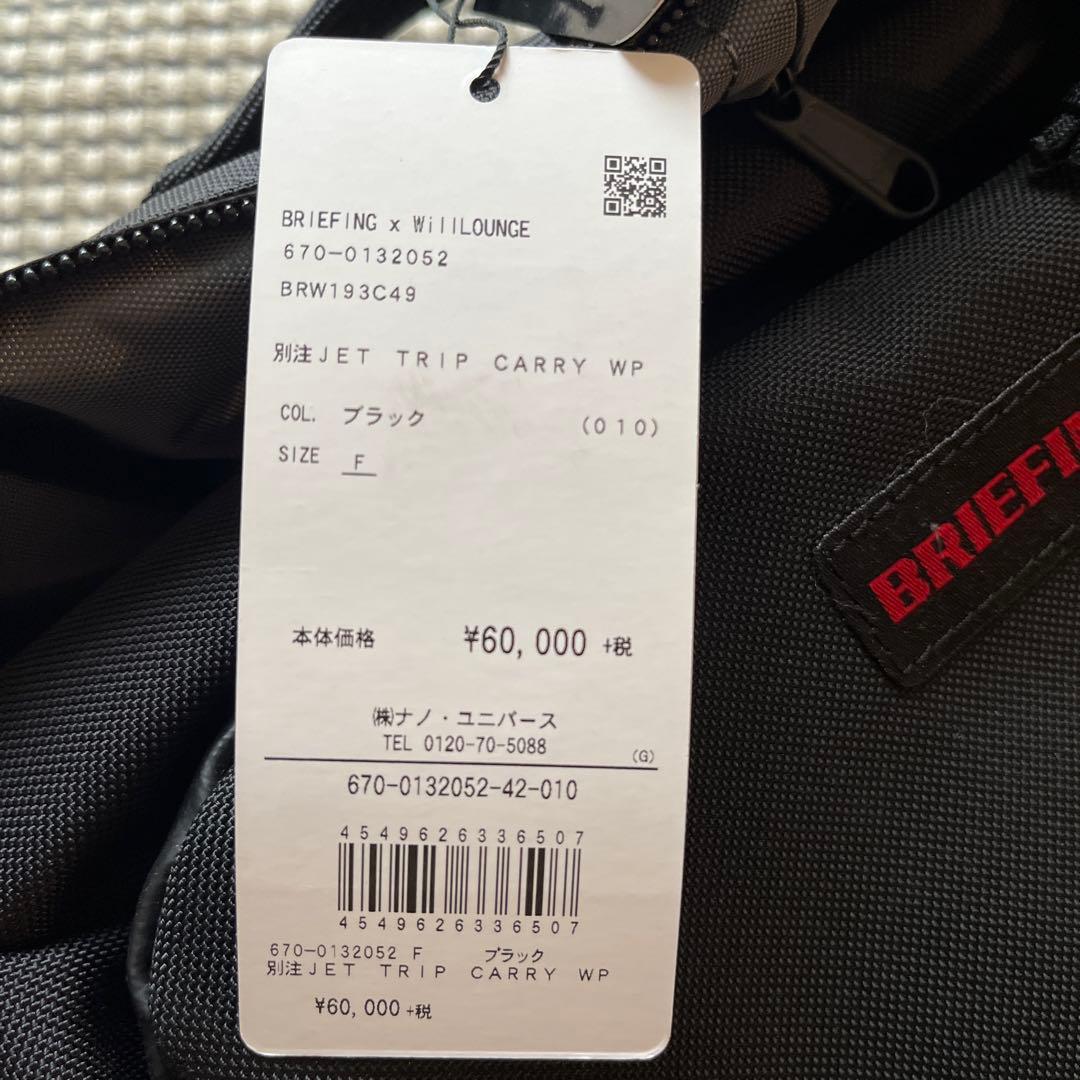 BRIEFING x WillLOUNGE
670-0132052
BRW193C49
別注JET TRIP CARRY WP
COL. ブラック (010)
SIZE F
本体価格 ¥60,000 +税
㈱ナノ・ユニバース
TEL 0120-70-5088
(G)
670-0132052-42-010
4549626336507
4549626336507
670-0132052 F ブラック
別注JET TRIP CARRY WP
¥60,000+税
BRIEFIN